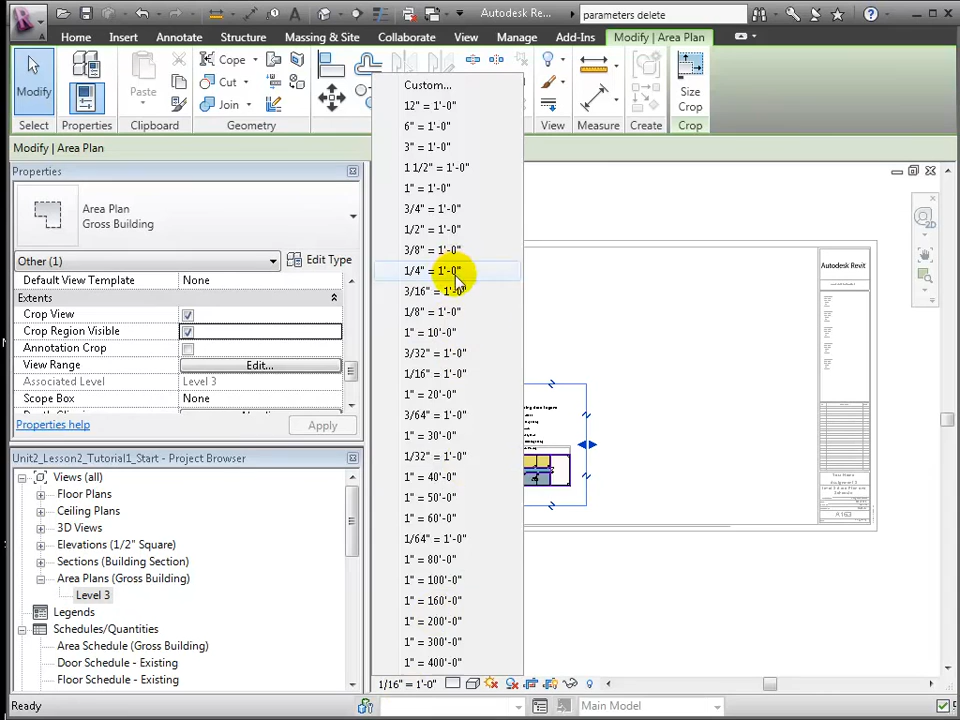 Autodesk Re...
parameters delete
Home Insert Annotate Structure Massing & Site Collaborate View Manage Add-Ins Modify | Area Plan
Modify
Paste
Cope
Cut
Join
Size Crop
Select Properties Clipboard Geometry View Measure Create Crop
Modify | Area Plan
Properties
Area Plan
Gross Building
Other (1) Edit Type
Default View Template None
Extents
Crop View
Crop Region Visible
Annotation Crop
View Range Edit...
Associated Level Level 3
Scope Box None
Properties help Apply
Unit2_Lesson2_Tutorial1_Start - Project Browser
Views (all)
Floor Plans
Ceiling Plans
3D Views
Elevations (1/2" Square)
Sections (Building Section)
Area Plans (Gross Building)
Level 3
Legends
Schedules/Quantities
Area Schedule (Gross Building)
Door Schedule - Existing
Floor Schedule - Existing
Custom...
12" = 1'-0"
6" = 1'-0"
3" = 1'-0"
1 1/2" = 1'-0"
1" = 1'-0"
3/4" = 1'-0"
1/2" = 1'-0"
3/8" = 1'-0"
1/4" = 1'-0"
3/16" = 1'-0"
1/8" = 1'-0"
1" = 10'-0"
3/32" = 1'-0"
1/16" = 1'-0"
1" = 20'-0"
3/64" = 1'-0"
1" = 30'-0"
1/32" = 1'-0"
1" = 40'-0"
1" = 50'-0"
1" = 60'-0"
1/64" = 1'-0"
1" = 80'-0"
1" = 100'-0"
1" = 160'-0"
1" = 200'-0"
1" = 300'-0"
1" = 400'-0"
1/16" = 1'-0"
Autodesk Revit
2D
Ready
Main Model